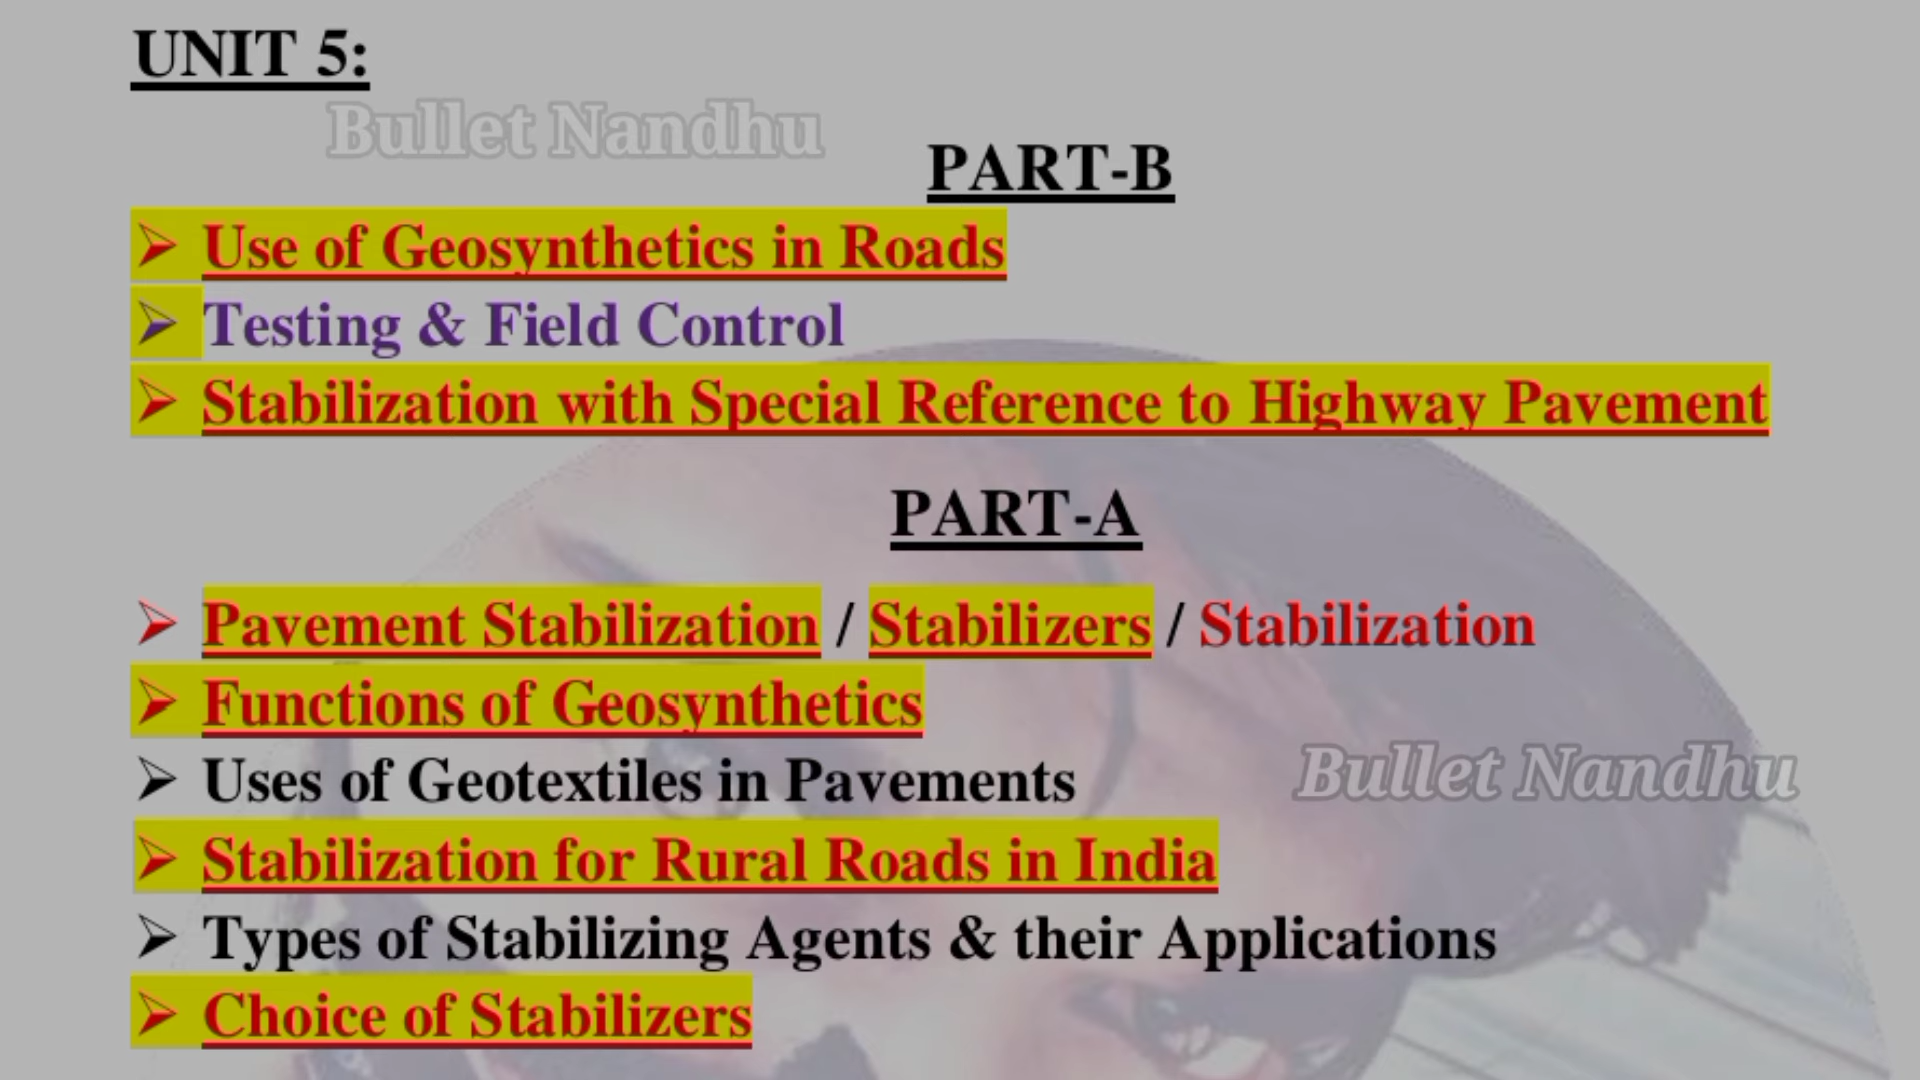 UNIT 5:
Bullet Nandhu
PART-B
➢ Use of Geosynthetics in Roads
➢ Testing & Field Control
➢ Stabilization with Special Reference to Highway Pavement
PART-A
➢ Pavement Stabilization / Stabilizers / Stabilization
➢ Functions of Geosynthetics
➢ Uses of Geotextiles in Pavements
Bullet Nandhu
➢ Stabilization for Rural Roads in India
➢ Types of Stabilizing Agents & their Applications
➢ Choice of Stabilizers